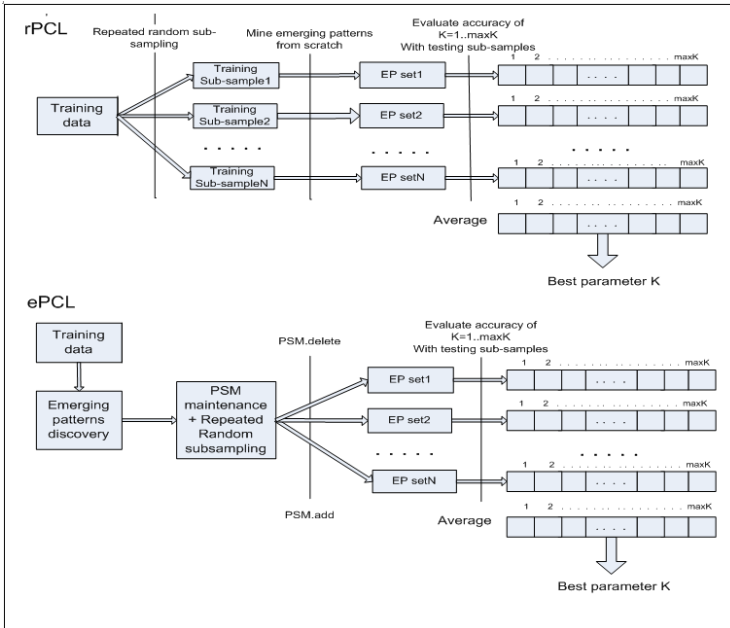 rPCL
Repeated random sub-
sampling
Mine emerging patterns
from scratch
Evaluate accuracy of
K=1..maxK
With testing sub-samples
Training
data
Training
Sub-sample1
EP set1
1 2 . . . . . . . . . . . . . . . . . . maxK
. . . .
Training
Sub-sample2
EP set2
1 2 . . . . . . . . . . . . . . . . . . maxK
. . . .
. . . . .
. . . . .
. . . . .
Training
Sub-sampleN
EP setN
1 2 . . . . . . . . . . . . . . . . . . maxK
. . . .
Average
1 2 . . . . . . . . . . . . . . . . . . maxK
. . . .
Best parameter K
ePCL
Training
data
Emerging
patterns
discovery
PSM
maintenance
+ Repeated
Random
subsampling
PSM.delete
PSM.add
Evaluate accuracy of
K=1..maxK
With testing sub-samples
EP set1
1 2 . . . . . . . . . . . . . . . . . . maxK
. . . .
EP set2
1 2 . . . . . . . . . . . . . . . . . . maxK
. . . .
. . . . .
. . . . .
EP setN
1 2 . . . . . . . . . . . . . . . . . . maxK
. . . .
Average
1 2 . . . . . . . . . . . . . . . . . . maxK
. . . .
Best parameter K